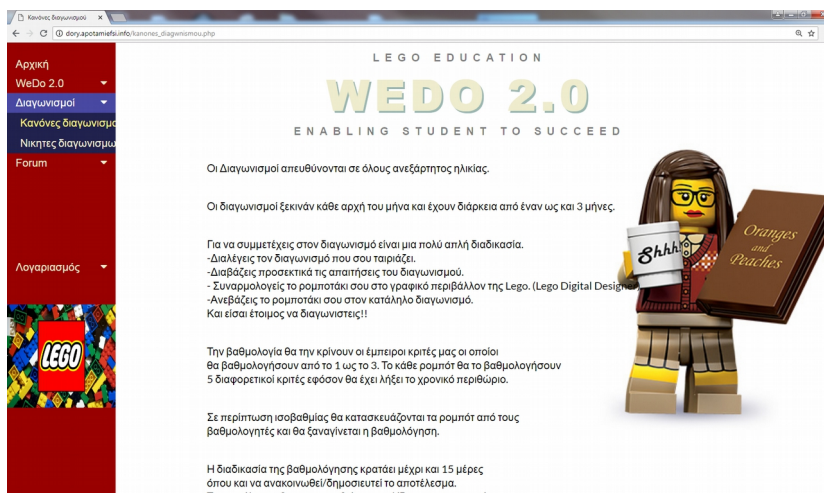 Κανόνες διαγωνισμού
dory.apotamiefsi.info/kanones_diagwnismou.php
Αρχική
WeDo 2.0
Διαγωνισμοί
Κανόνες διαγωνισμο
Νικητες διαγωνισμω
Forum
Λογαριασμός
LEGO
LEGO EDUCATION
WEDO 2.0
ENABLING STUDENT TO SUCCEED
Οι Διαγωνισμοί απευθύνονται σε όλους ανεξάρτητος ηλικίας.
Οι διαγωνισμοί ξεκινάν κάθε αρχή του μήνα και έχουν διάρκεια από έναν ως και 3 μήνες.
Για να συμμετέχεις στον διαγωνισμό είναι μια πολύ απλή διαδικασία.
-Διαλέγεις τον διαγωνισμό που σου ταιριάζει.
-Διαβάζεις προσεκτικά τις απαιτήσεις του διαγωνισμού.
- Συναρμολογείς το ρομποτάκι σου στο γραφικό περιβάλλον της Lego. (Lego Digital Designer)
-Ανεβάζεις το ρομποτάκι σου στον κατάληλο διαγωνισμό.
Και είσαι έτοιμος να διαγωνιστεις!!
Την βαθμολογία θα την κρίνουν οι έμπειροι κριτές μας οι οποίοι
θα βαθμολογήσουν από το 1 ως το 3. Το κάθε ρομπότ θα το βαθμολογήσουν
5 διαφορετικοί κριτές εφόσον θα έχει λήξει το χρονικό περιθώριο.
Σε περίπτωση ισοβαθμίας θα κατασκευάζονται τα ρομπότ από τους
βαθμολογητές και θα ξαναγίνεται η βαθμολόγηση.
Η διαδικασία της βαθμολόγησης κρατάει μέχρι και 15 μέρες
όπου και να ανακοινωθεί/δημοσιευτεί το αποτέλεσμα.
Shhh!
Oranges
and
Peaches